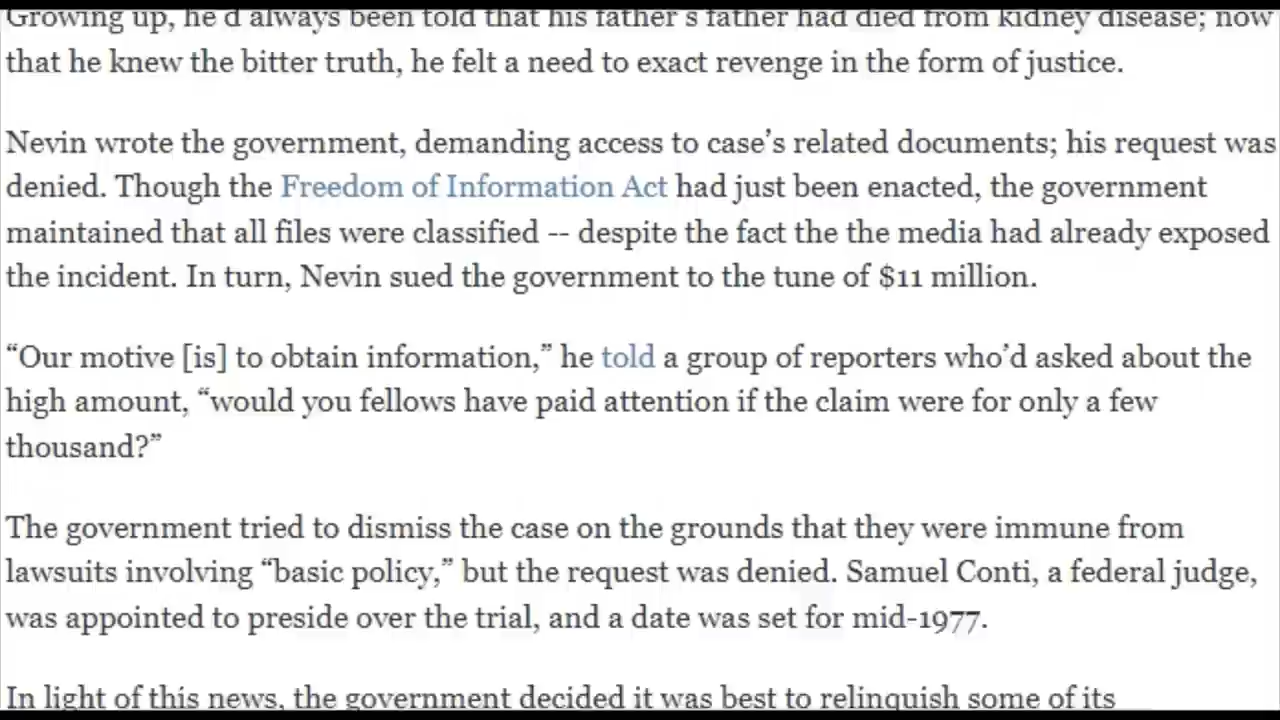 Growing up, he'd always been told that his father's father had died from kidney disease; now
that he knew the bitter truth, he felt a need to exact revenge in the form of justice.
Nevin wrote the government, demanding access to case’s related documents; his request was
denied. Though the Freedom of Information Act had just been enacted, the government
maintained that all files were classified -- despite the fact the the media had already exposed
the incident. In turn, Nevin sued the government to the tune of $11 million.
“Our motive [is] to obtain information,” he told a group of reporters who’d asked about the
high amount, “would you fellows have paid attention if the claim were for only a few
thousand?”
The government tried to dismiss the case on the grounds that they were immune from
lawsuits involving “basic policy,” but the request was denied. Samuel Conti, a federal judge,
was appointed to preside over the trial, and a date was set for mid-1977.
In light of this news, the government decided it was best to relinquish some of its